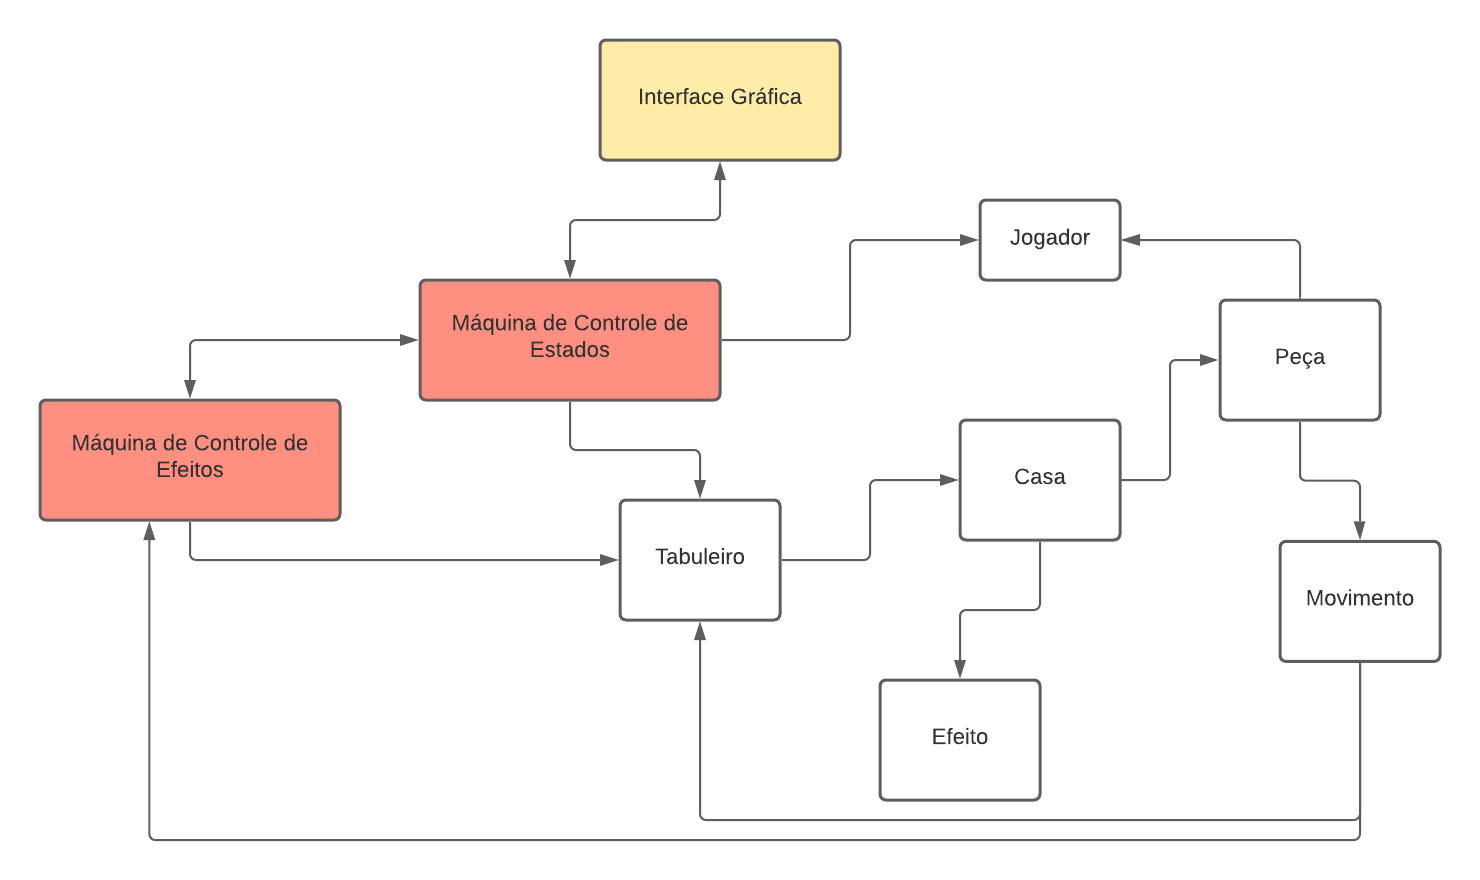 Interface Gráfica
Jogador
Máquina de Controle de
Estados
Peça
Máquina de Controle de
Efeitos
Casa
Tabuleiro
Movimento
Efeito